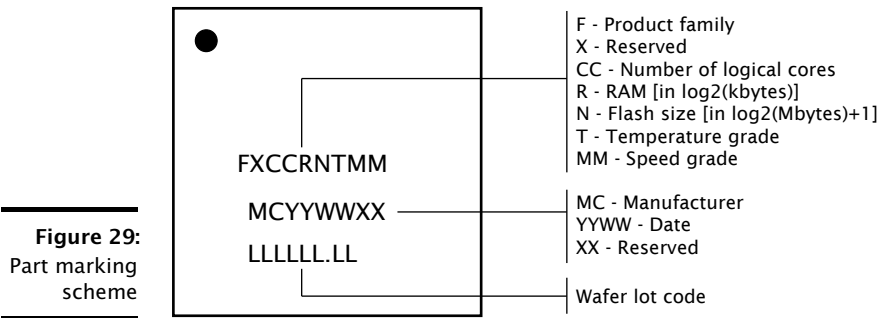 F - Product family
X - Reserved
CC - Number of logical cores
R - RAM [in log2(kbytes)]
N - Flash size [in log2(Mbytes)+1]
T - Temperature grade
MM - Speed grade
FXCCRNTMM
MCYYWWXX
MC - Manufacturer
YYWW - Date
XX - Reserved
LLLLLL.LL
Wafer lot code
Figure 29:
Part marking
scheme